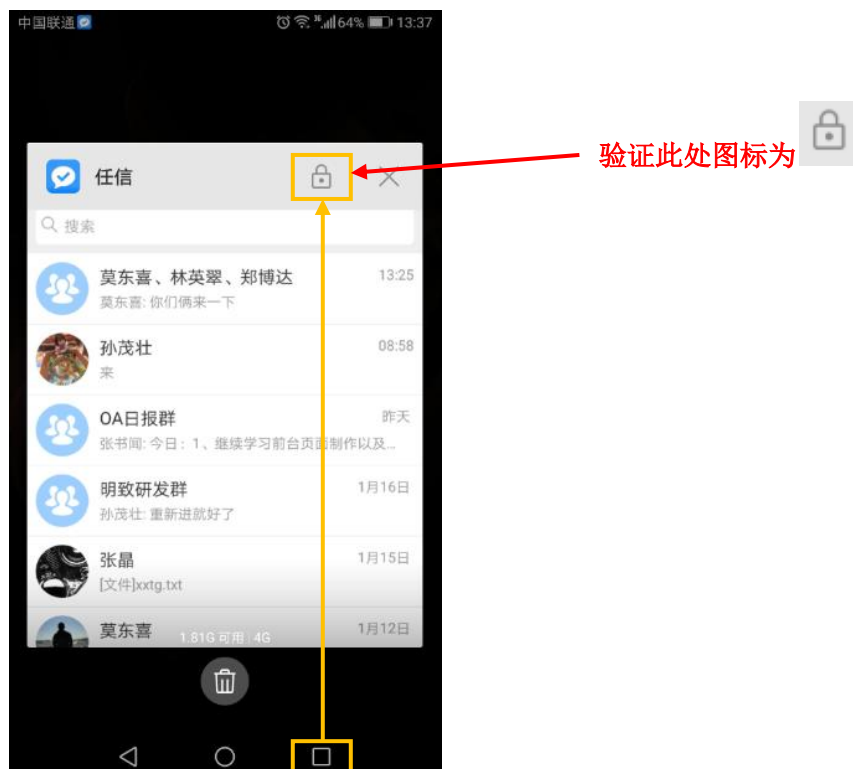 中国联通 64% 13:37
验证此处图标为
任信
搜索
莫东喜、林英翠、郑博达 13:25
莫东喜: 你们俩来一下
孙茂壮 08:58
来
OA日报群 昨天
张书闻: 今日：1、继续学习前台页面制作以及...
明致研发群 1月16日
孙茂壮: 重新进就好了
张晶 1月15日
[文件]xxtg.txt
莫东喜 1月12日
1.81G 可用 | 4G